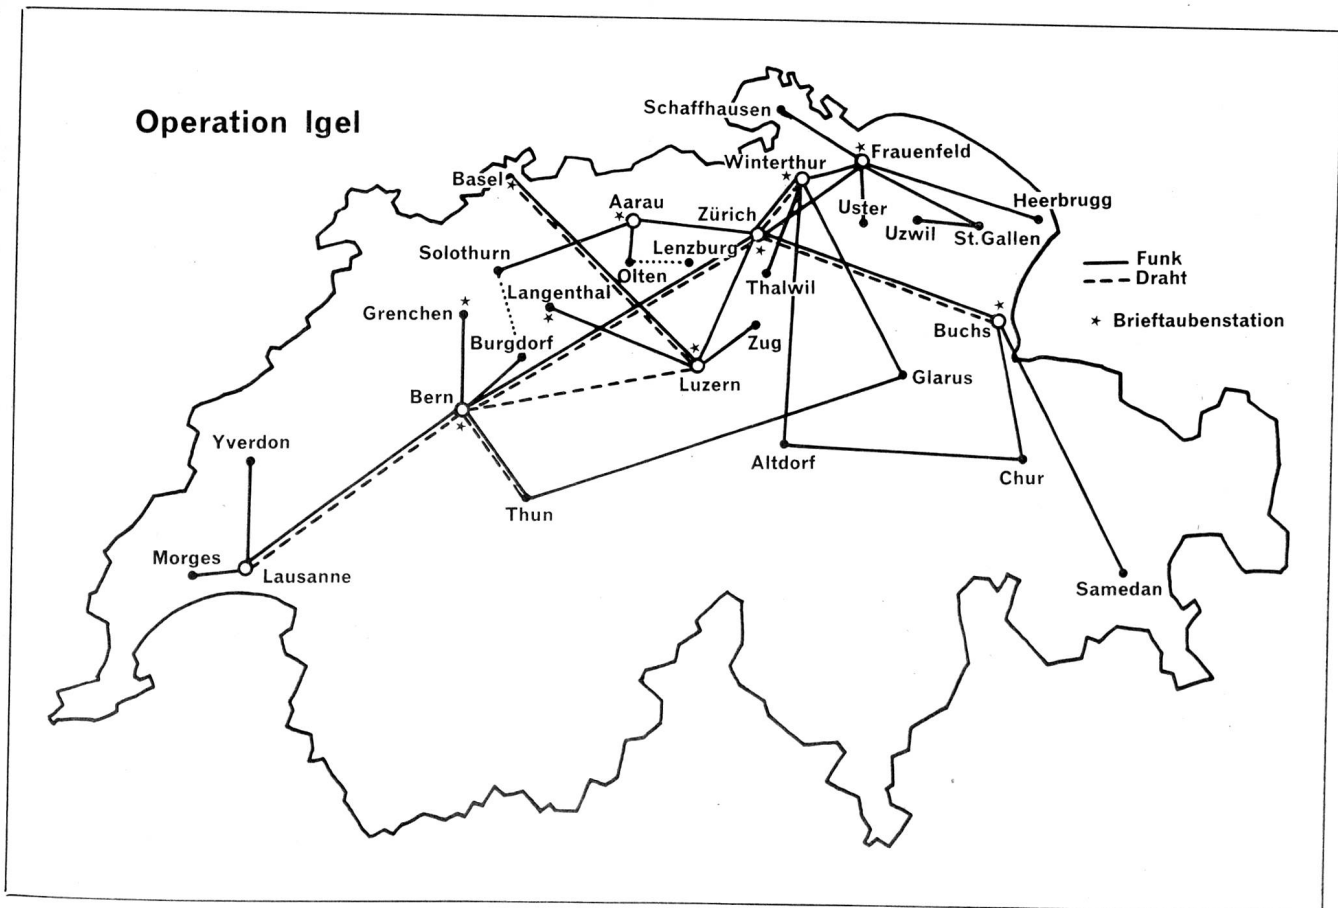 Operation Igel
Schaffhausen
Winterthur
Frauenfeld
Basel
Aarau
Zürich
Uster
Heerbrugg
Uzwil
St.Gallen
Solothurn
Lenzburg
Olten
Thalwil
Langenthal
Grenchen
Burgdorf
Zug
Buchs
Luzern
Glarus
Bern
Yverdon
Altdorf
Chur
Thun
Morges
Lausanne
Samedan
Funk
Draht
Brieftaubenstation